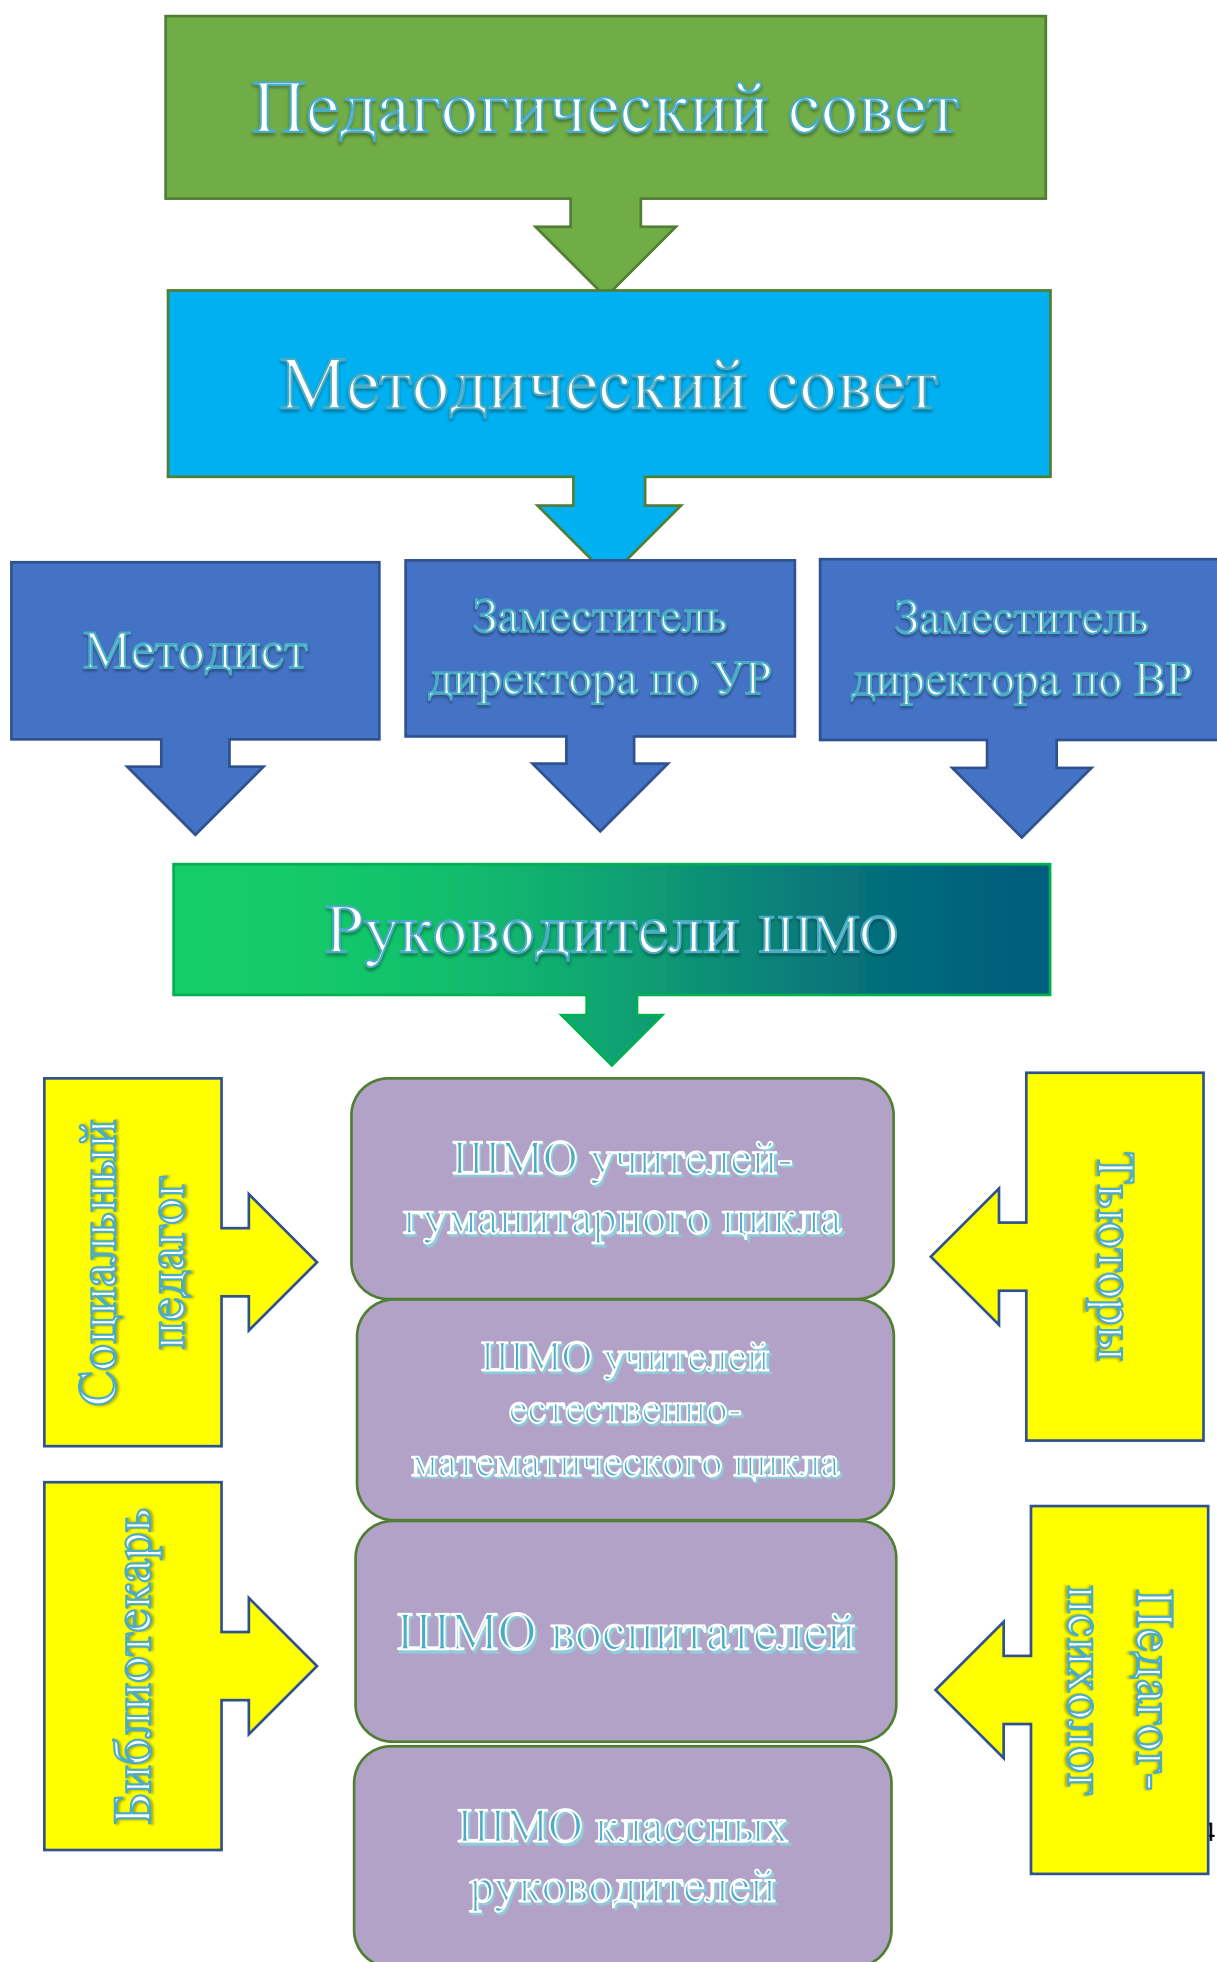 Педагогический совет
Методический совет
Методист
Заместитель
директора по УР
Заместитель
директора по ВР
Руководители ШМО
Социальный
педагог
ШМО учителей-
гуманитарного цикла
Тьюторы
ШМО учителей
естественно-
математического цикла
Библиотекарь
ШМО воспитателей
Педагог-
психолог
ШМО классных
руководителей
4